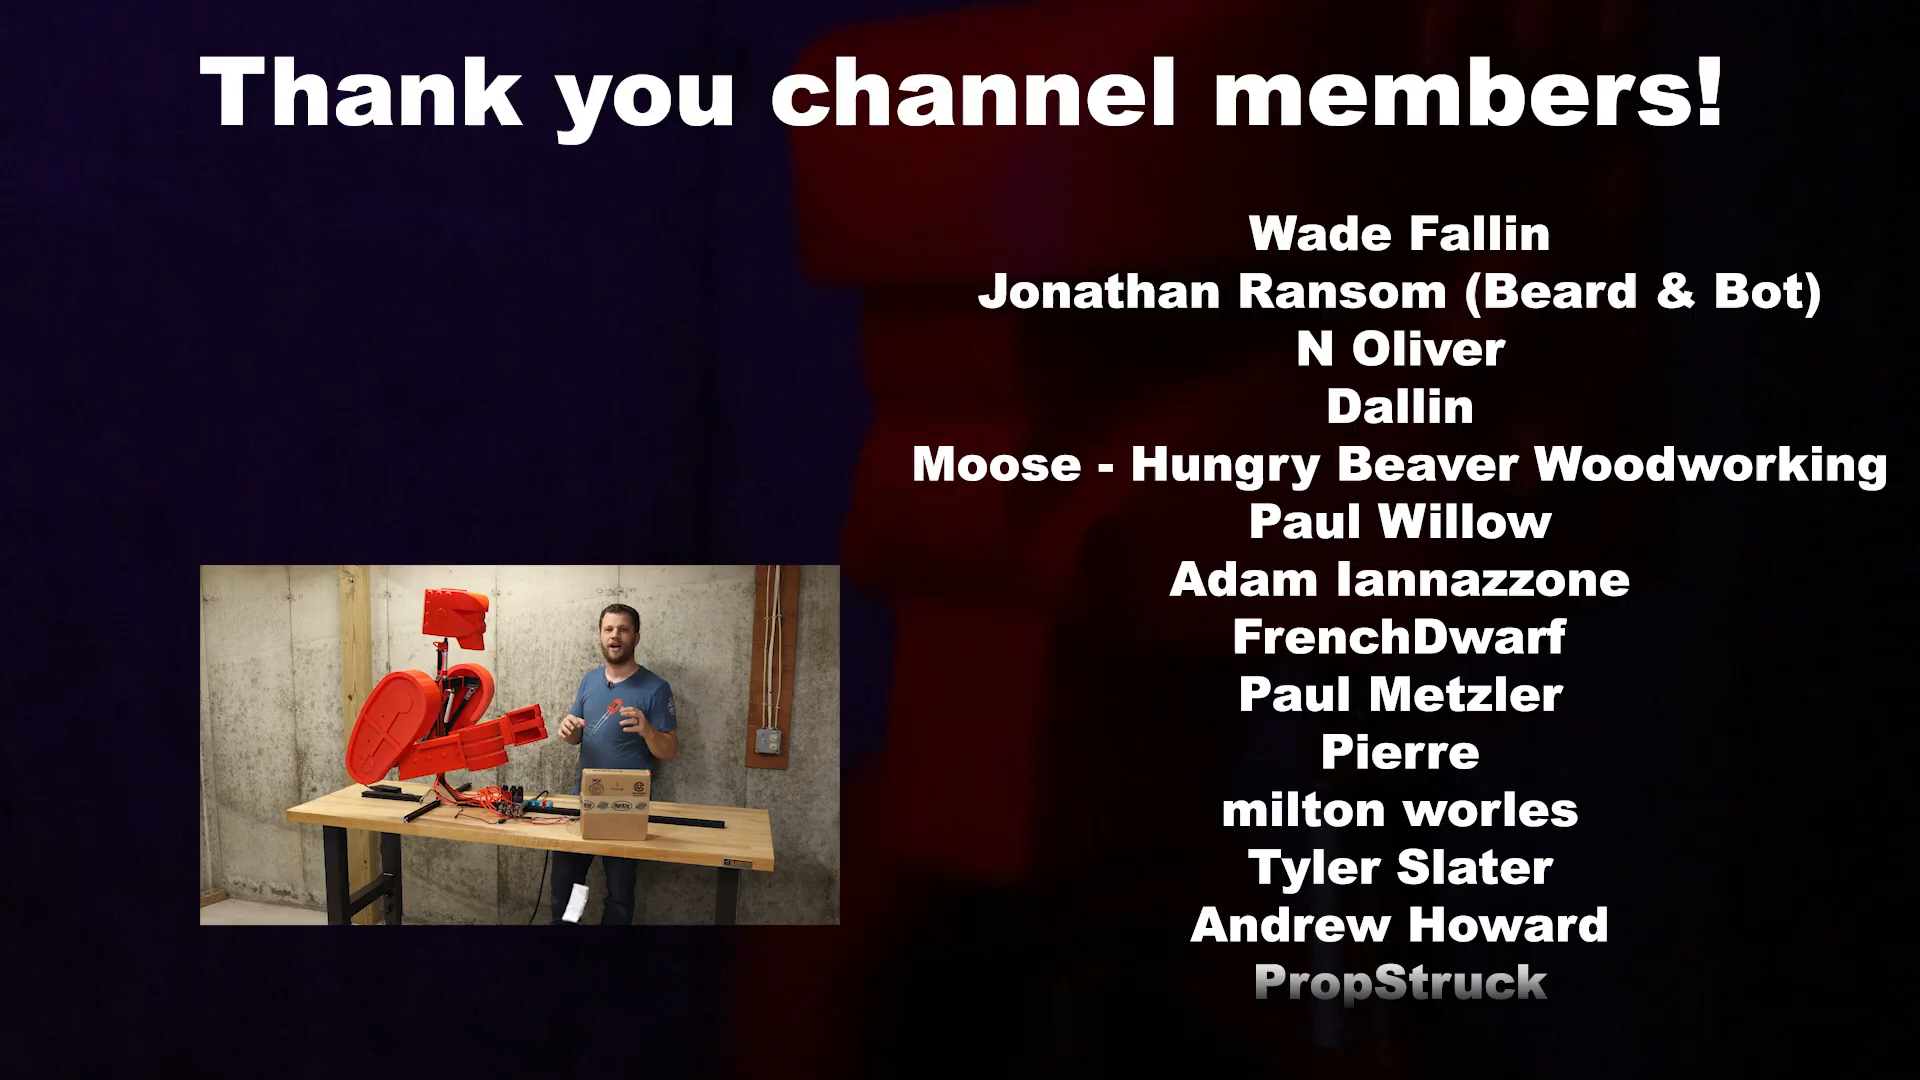 Thank you channel members!
Wade Fallin
Jonathan Ransom (Beard & Bot)
N Oliver
Dallin
Moose - Hungry Beaver Woodworking
Paul Willow
Adam Iannazzone
FrenchDwarf
Paul Metzler
Pierre
milton worles
Tyler Slater
Andrew Howard
PropStruck